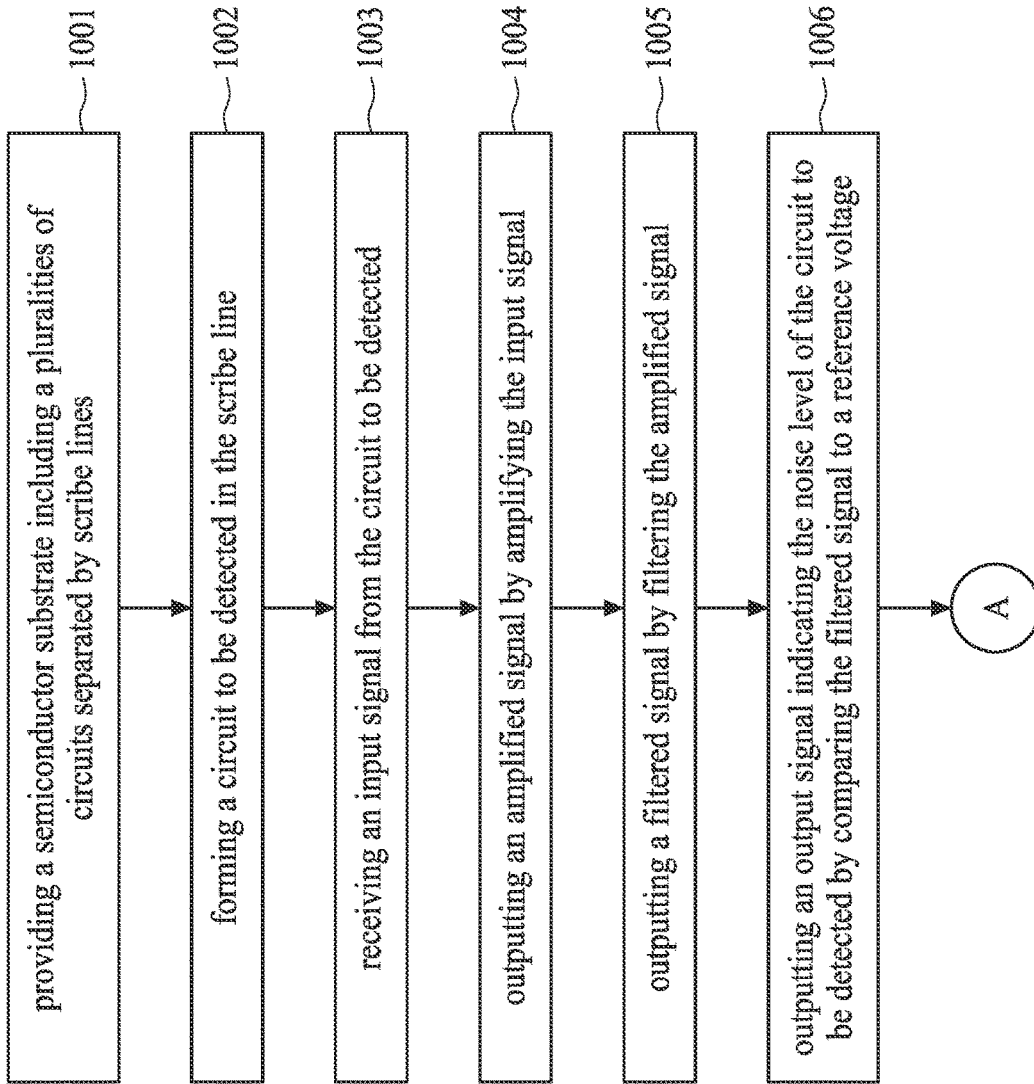 providing a semiconductor substrate including a pluralities of
circuits separated by scribe lines
1001
forming a circuit to be detected in the scribe line
1002
receiving an input signal from the circuit to be detected
1003
outputting an amplified signal by amplifying the input signal
1004
outputting a filtered signal by filtering the amplified signal
1005
outputting an output signal indicating the noise level of the circuit to
be detected by comparing the filtered signal to a reference voltage
1006
A